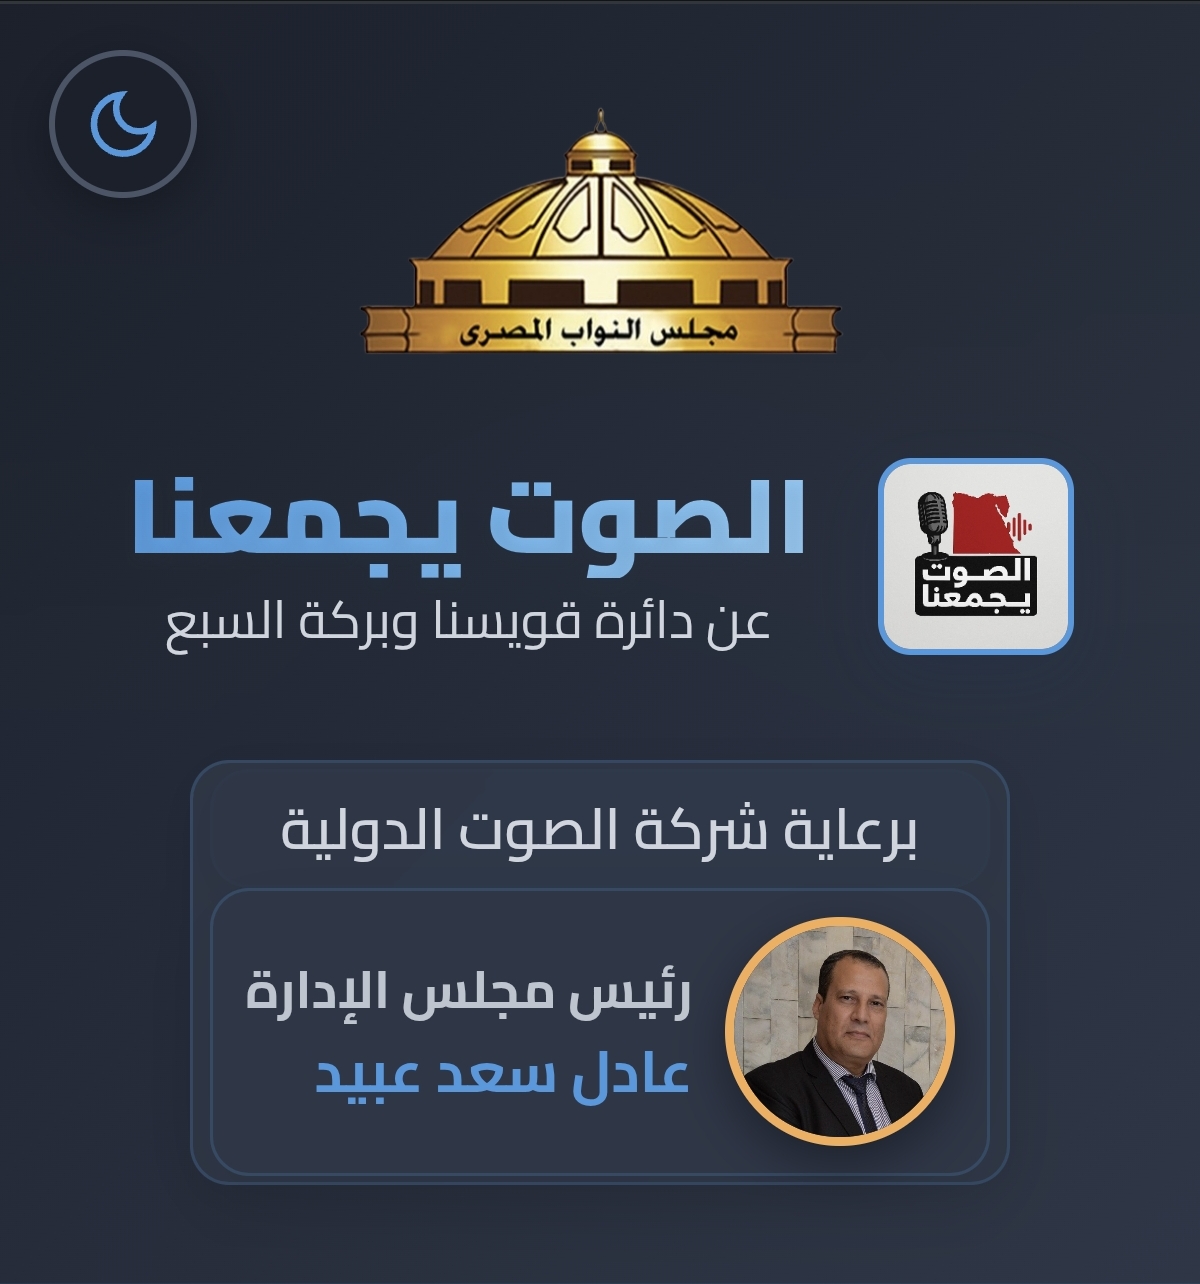 مجلس النواب المصرى
الصوت يجمعنا
عن دائرة قويسنا وبركة السبع
الصوت
يجمعنا
برعاية شركة الصوت الدولية
رئيس مجلس الإدارة
عادل سعد عبيد